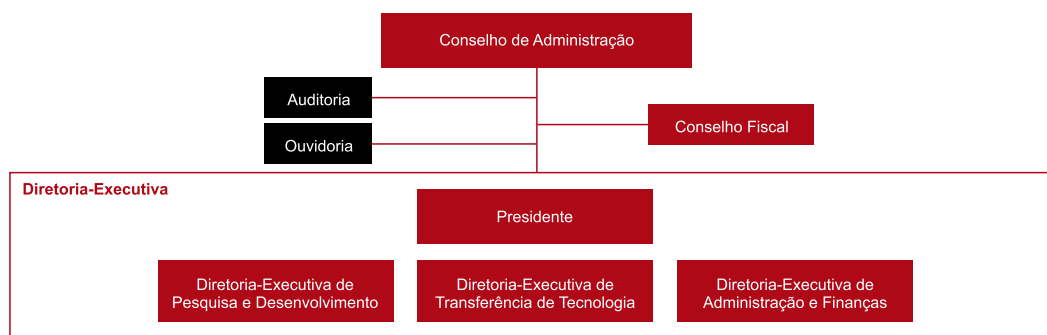 Conselho de Administração
Auditoria
Conselho Fiscal
Ouvidoria
Diretoria-Executiva
Presidente
Diretoria-Executiva de
Pesquisa e Desenvolvimento
Diretoria-Executiva de
Transferência de Tecnologia
Diretoria-Executiva de
Administração e Finanças